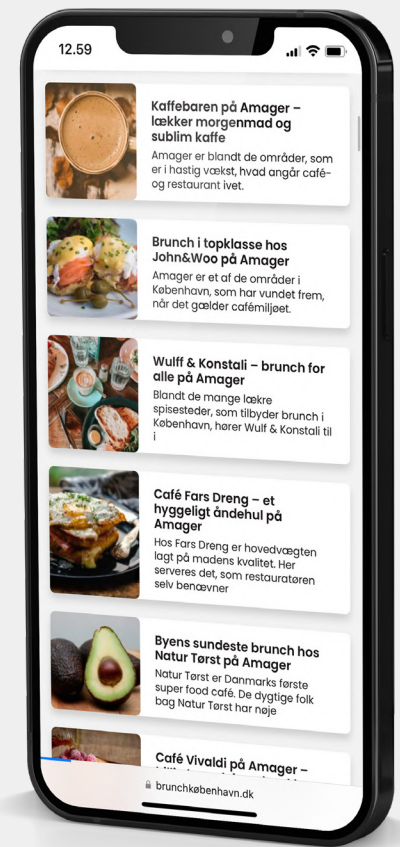 12.59
Kaffebaren på Amager –
lækker morgenmad og
sublim kaffe
Amager er blandt de områder, som
er i hastig vækst, hvad angår café-
og restaurant ivet.
Brunch i topklasse hos
John&Woo på Amager
Amager er et af de områder i
København, som har vundet frem,
når det gælder cafémiljøet.
Wulff & Konstali – brunch for
alle på Amager
Blandt de mange lækre
spisesteder, som tilbyder brunch i
København, hører Wulf & Konstali til
i
Café Fars Dreng – et
hyggeligt åndehul på
Amager
Hos Fars Dreng er hovedvægten
lagt på madens kvalitet. Her
serveres det, som restauratøren
selv benævner
Byens sundeste brunch hos
Natur Tørst på Amager
Natur Tørst er Danmarks første
super food café. De dygtige folk
bag Natur Tørst har nøje
Café Vivaldi på Amager –
brunchkøbenhavn.dk